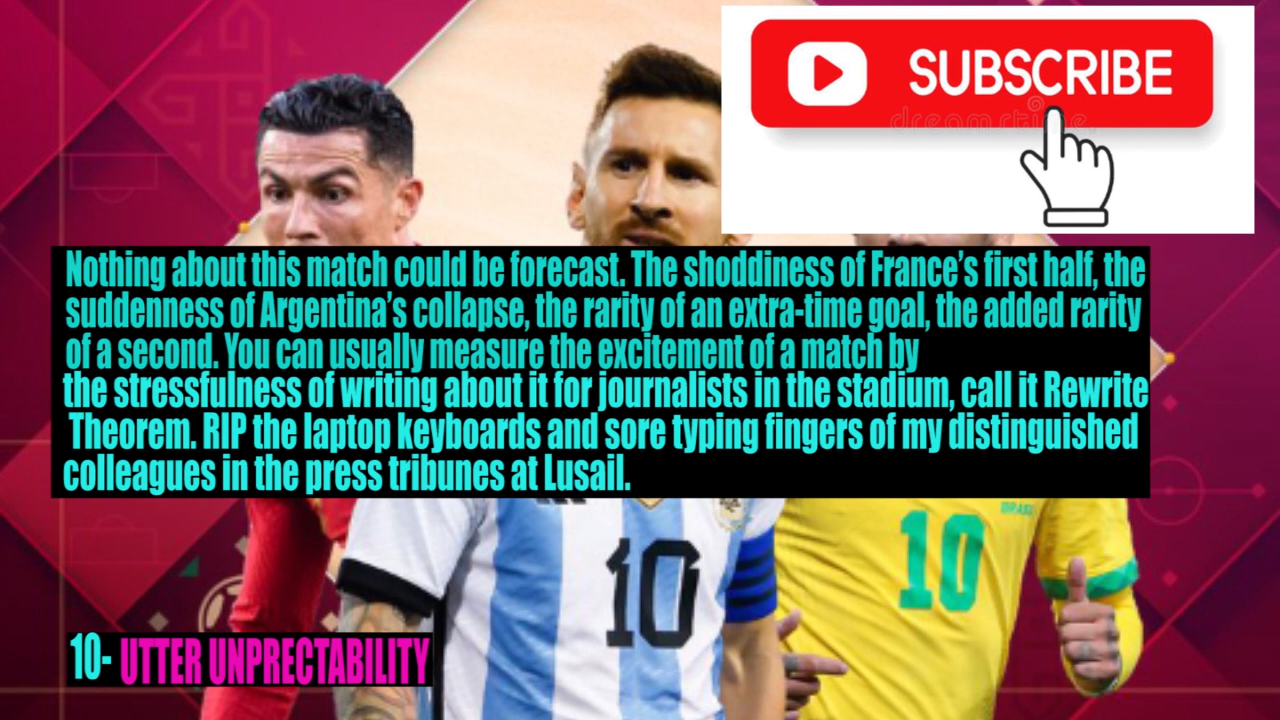 SUBSCRIBE
dreamstime
Nothing about this match could be forecast. The shoddiness of France’s first half, the
suddenness of Argentina’s collapse, the rarity of an extra-time goal, the added rarity
of a second. You can usually measure the excitement of a match by
the stressfulness of writing about it for journalists in the stadium, call it Rewrite
Theorem. RIP the laptop keyboards and sore typing fingers of my distinguished
colleagues in the press tribunes at Lusail.
10
BRASIL
10
10- UTTER UNPRECTABILITY